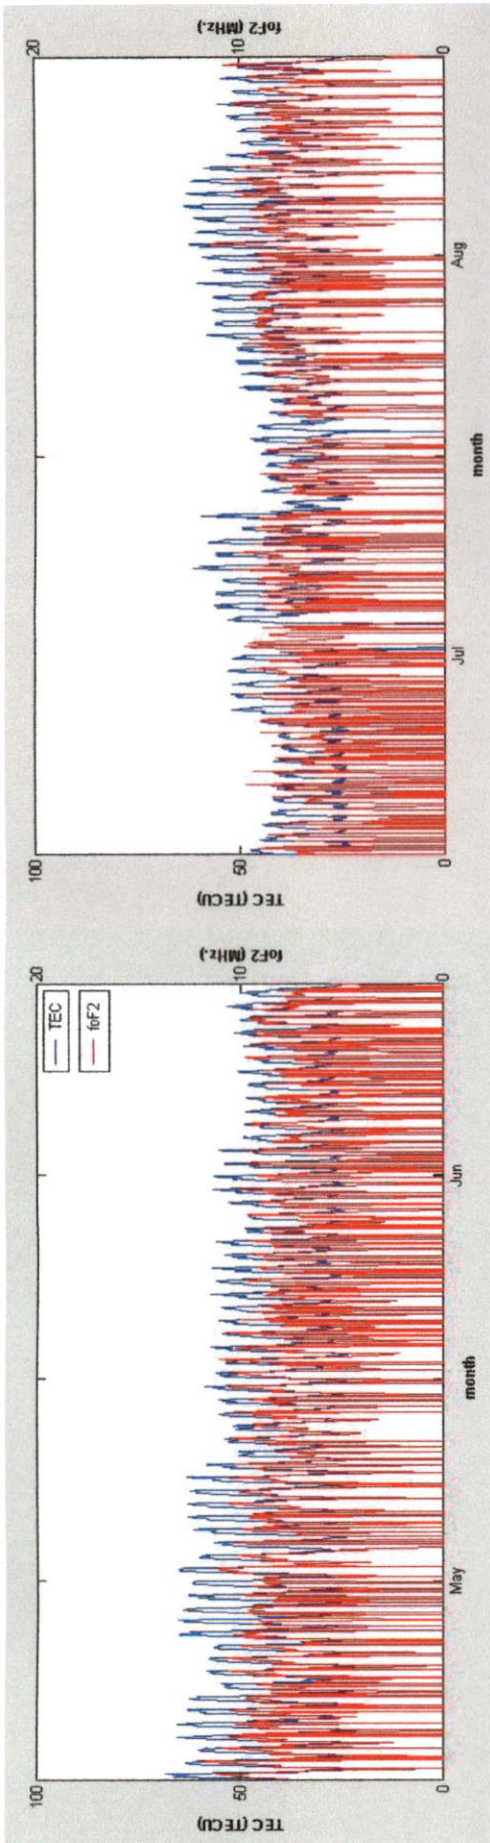 TEC (TECU)
100
50
0
May
Jun
month
TEC
foF2
20
10
0
foF2 (MHz.)
TEC (TECU)
100
50
0
Jul
Aug
month
20
10
0
foF2 (MHz.)